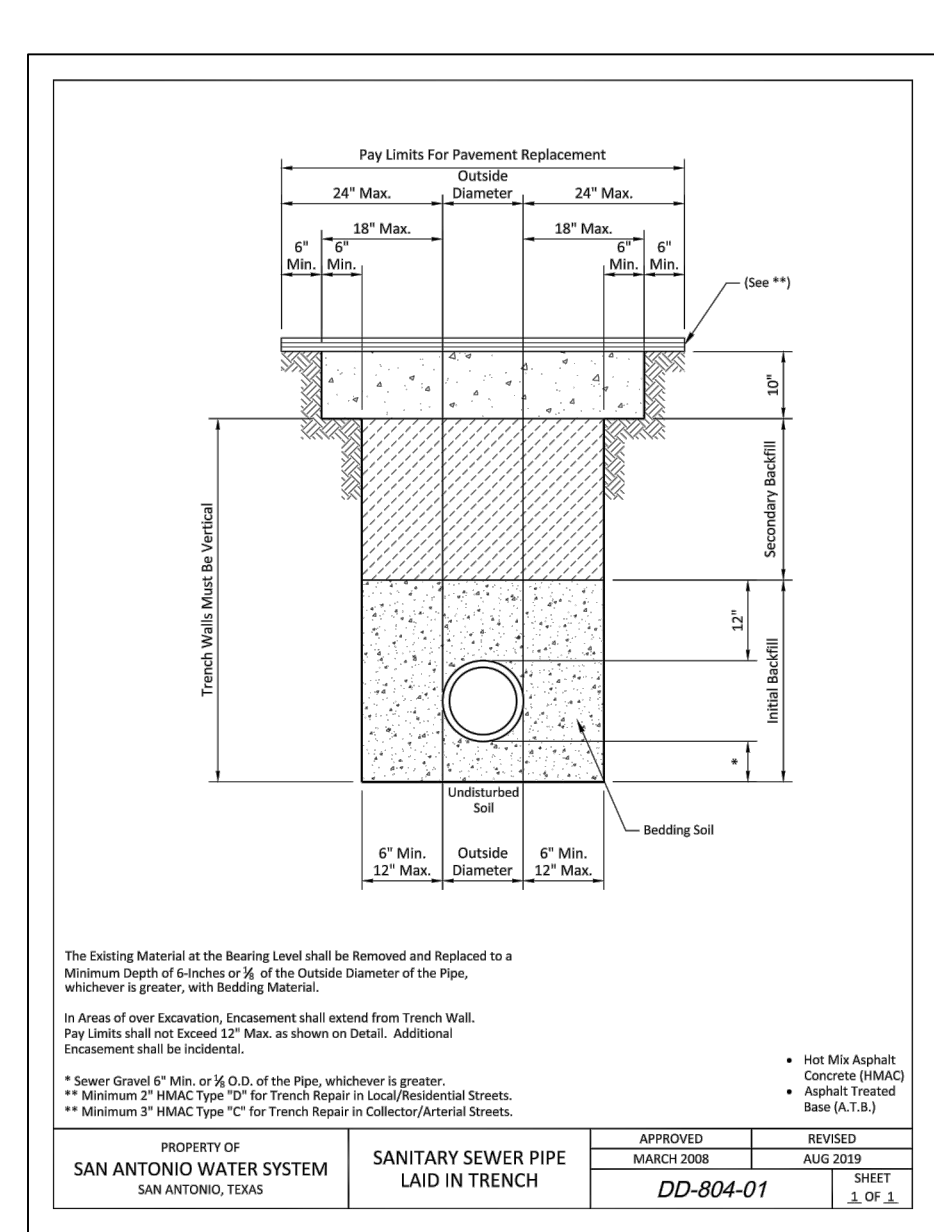 Pay Limits For Pavement Replacement
Outside
Diameter
24" Max.
24" Max.
18" Max.
18" Max.
6"
Min.
6"
Min.
6"
Min.
6"
Min.
(See **)
10"
Secondary Backfill
Trench Walls Must Be Vertical
12"
Initial Backfill
*
Undisturbed
Soil
Bedding Soil
6" Min.
12" Max.
Outside
Diameter
6" Min.
12" Max.
The Existing Material at the Bearing Level shall be Removed and Replaced to a
Minimum Depth of 6-Inches or ⅛ of the Outside Diameter of the Pipe,
whichever is greater, with Bedding Material.
In Areas of over Excavation, Encasement shall extend from Trench Wall.
Pay Limits shall not Exceed 12" Max. as shown on Detail. Additional
Encasement shall be incidental.
* Sewer Gravel 6" Min. or ⅛ O.D. of the Pipe, whichever is greater.
** Minimum 2" HMAC Type "D" for Trench Repair in Local/Residential Streets.
** Minimum 3" HMAC Type "C" for Trench Repair in Collector/Arterial Streets.
• Hot Mix Asphalt
Concrete (HMAC)
• Asphalt Treated
Base (A.T.B.)
PROPERTY OF
SAN ANTONIO WATER SYSTEM
SAN ANTONIO, TEXAS
SANITARY SEWER PIPE
LAID IN TRENCH
APPROVED
MARCH 2008
REVISED
AUG 2019
DD-804-01
SHEET
1 OF 1